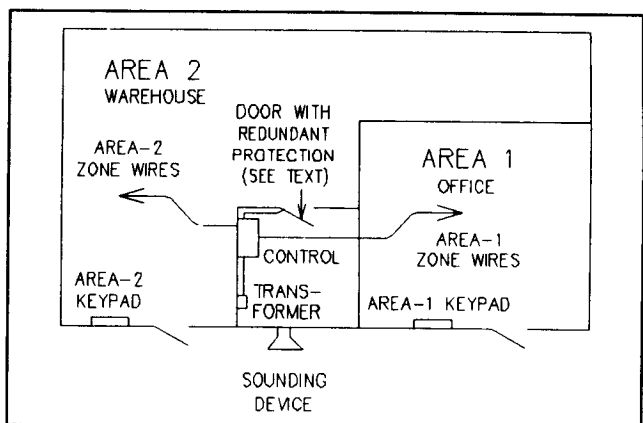 AREA 2
WAREHOUSE
DOOR WITH
REDUNDANT
PROTECTION
(SEE TEXT)
AREA-2
ZONE WIRES
AREA 1
OFFICE
CONTROL
AREA-1
ZONE WIRES
AREA-2
KEYPAD
TRANS-
FORMER
AREA-1 KEYPAD
SOUNDING
DEVICE